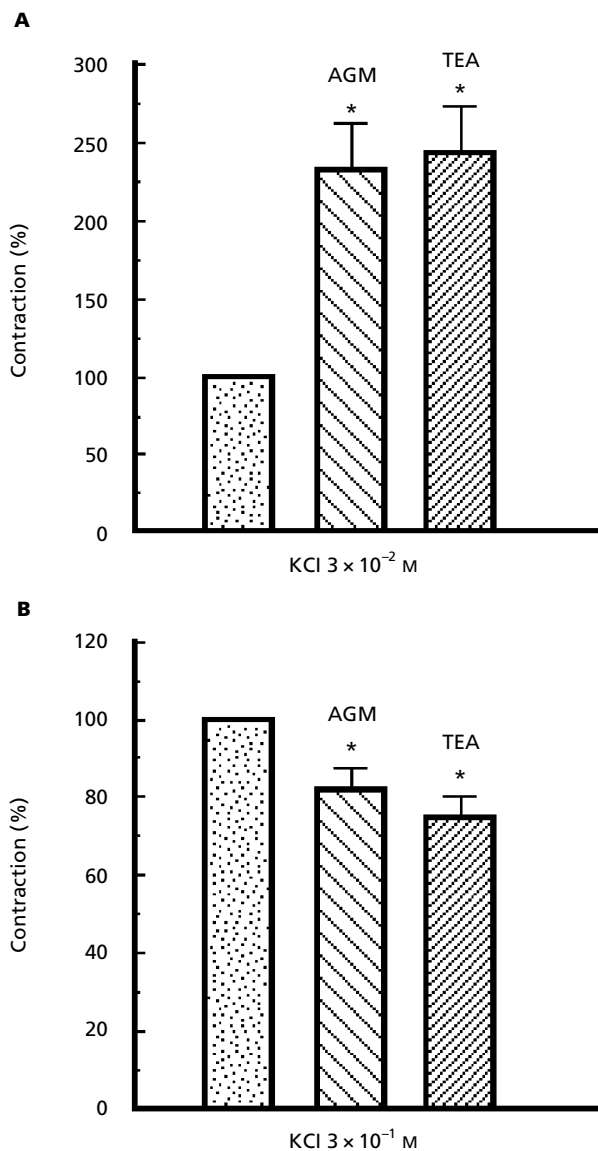 A
300
250
200
150
100
50
0
Contraction (%)
AGM
*
TEA
*
KCl 3 × 10⁻² M
B
120
100
80
60
40
20
0
Contraction (%)
AGM
*
TEA
*
KCl 3 × 10⁻¹ M